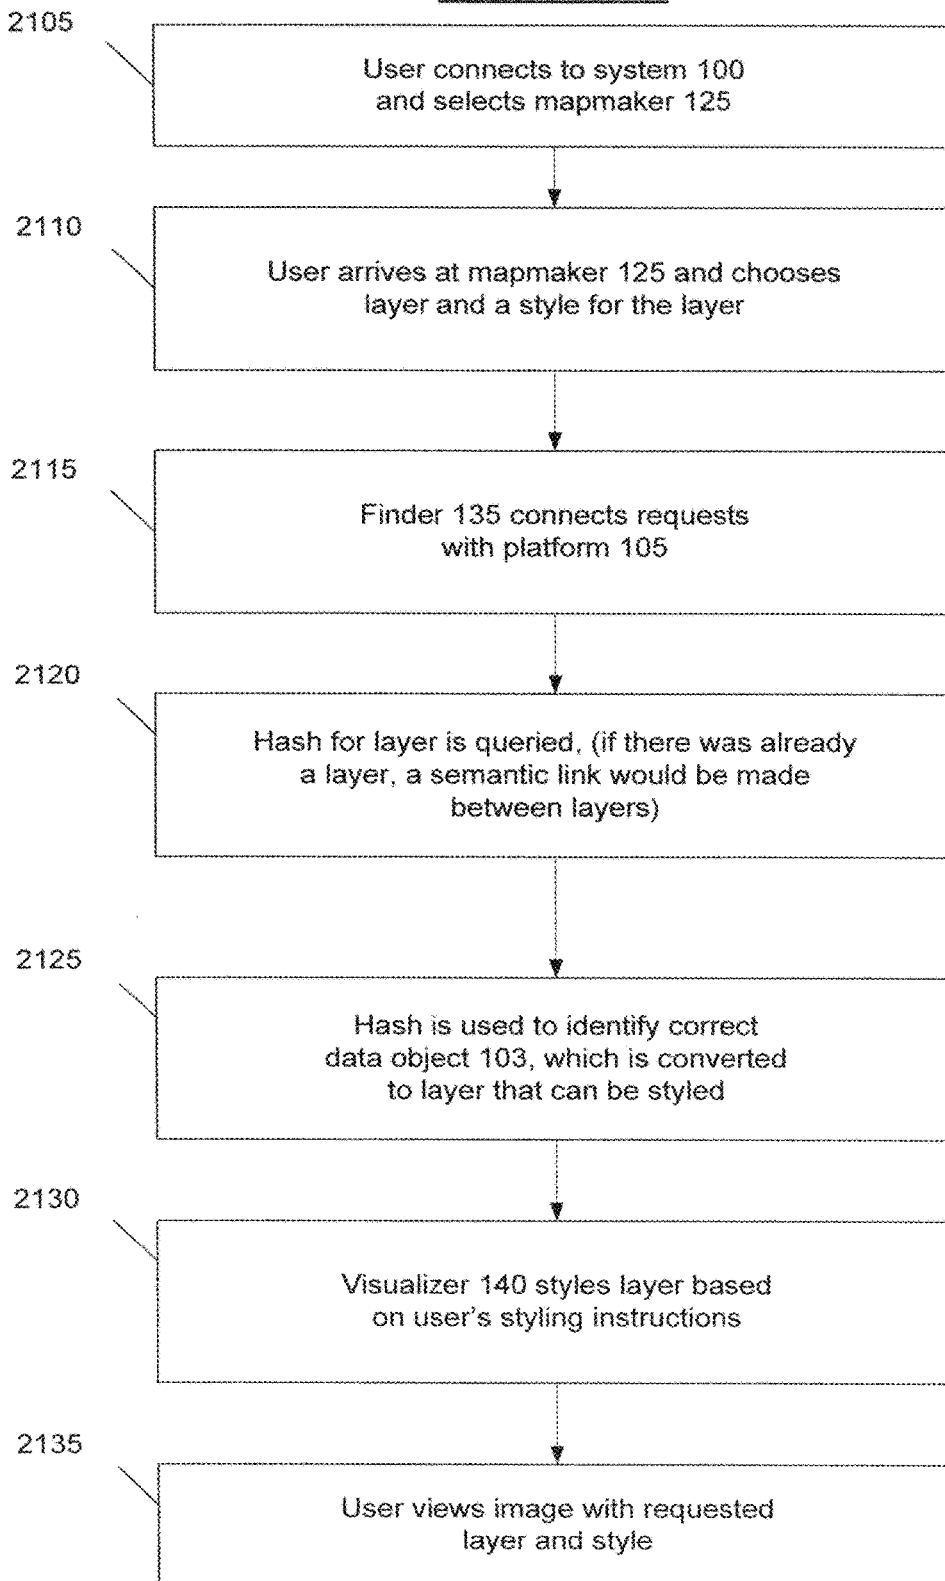 2105
User connects to system 100
and selects mapmaker 125
2110
User arrives at mapmaker 125 and chooses
layer and a style for the layer
2115
Finder 135 connects requests
with platform 105
2120
Hash for layer is queried, (if there was already
a layer, a semantic link would be made
between layers)
2125
Hash is used to identify correct
data object 103, which is converted
to layer that can be styled
2130
Visualizer 140 styles layer based
on user's styling instructions
2135
User views image with requested
layer and style